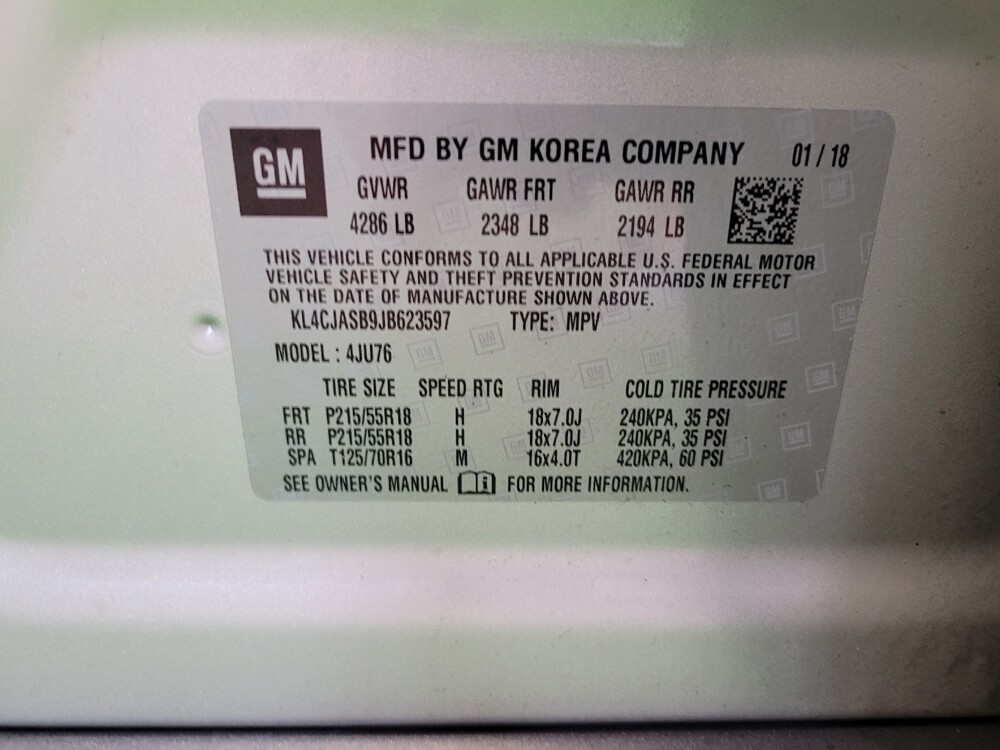 GM MFD BY GM KOREA COMPANY 01 / 18
GVWR GAWR FRT GAWR RR
4286 LB 2348 LB 2194 LB
THIS VEHICLE CONFORMS TO ALL APPLICABLE U.S. FEDERAL MOTOR
VEHICLE SAFETY AND THEFT PREVENTION STANDARDS IN EFFECT
ON THE DATE OF MANUFACTURE SHOWN ABOVE.
KL4CJASB9JB623597 TYPE: MPV
MODEL : 4JU76
TIRE SIZE SPEED RTG RIM COLD TIRE PRESSURE
FRT P215/55R18 H 18x7.0J 240KPA, 35 PSI
RR P215/55R18 H 18x7.0J 240KPA, 35 PSI
SPA T125/70R16 M 16x4.0T 420KPA, 60 PSI
SEE OWNER'S MANUAL i FOR MORE INFORMATION.